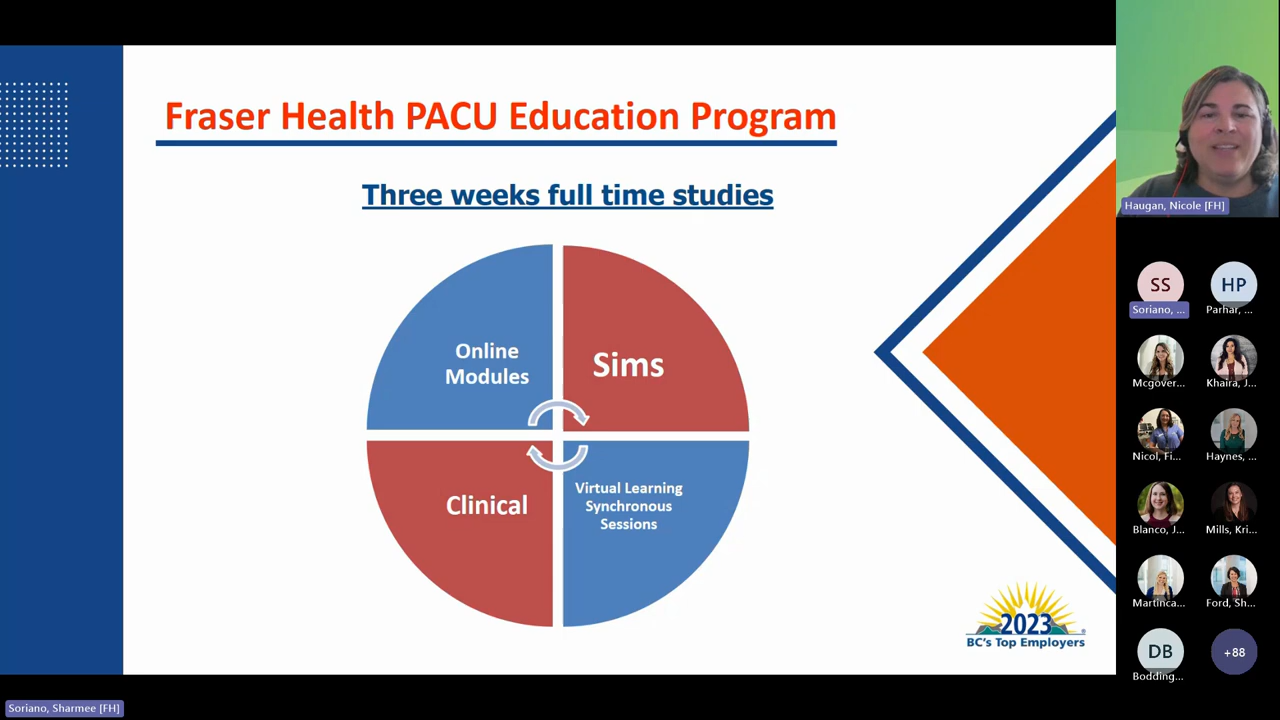 Fraser Health PACU Education Program
Three weeks full time studies
Online
Modules
Sims
Clinical
Virtual Learning
Synchronous
Sessions
2023
®
BC's Top Employers
Haugan, Nicole [FH]
SS
HP
Soriano, ...
Parhar, ...
Mcgover...
Khaira, J...
Nicol, Fi...
Haynes, ...
Blanco, J...
Mills, Kri...
Martinca...
Ford, Sh...
DB
+88
Bodding...
Soriano, Sharmee [FH]